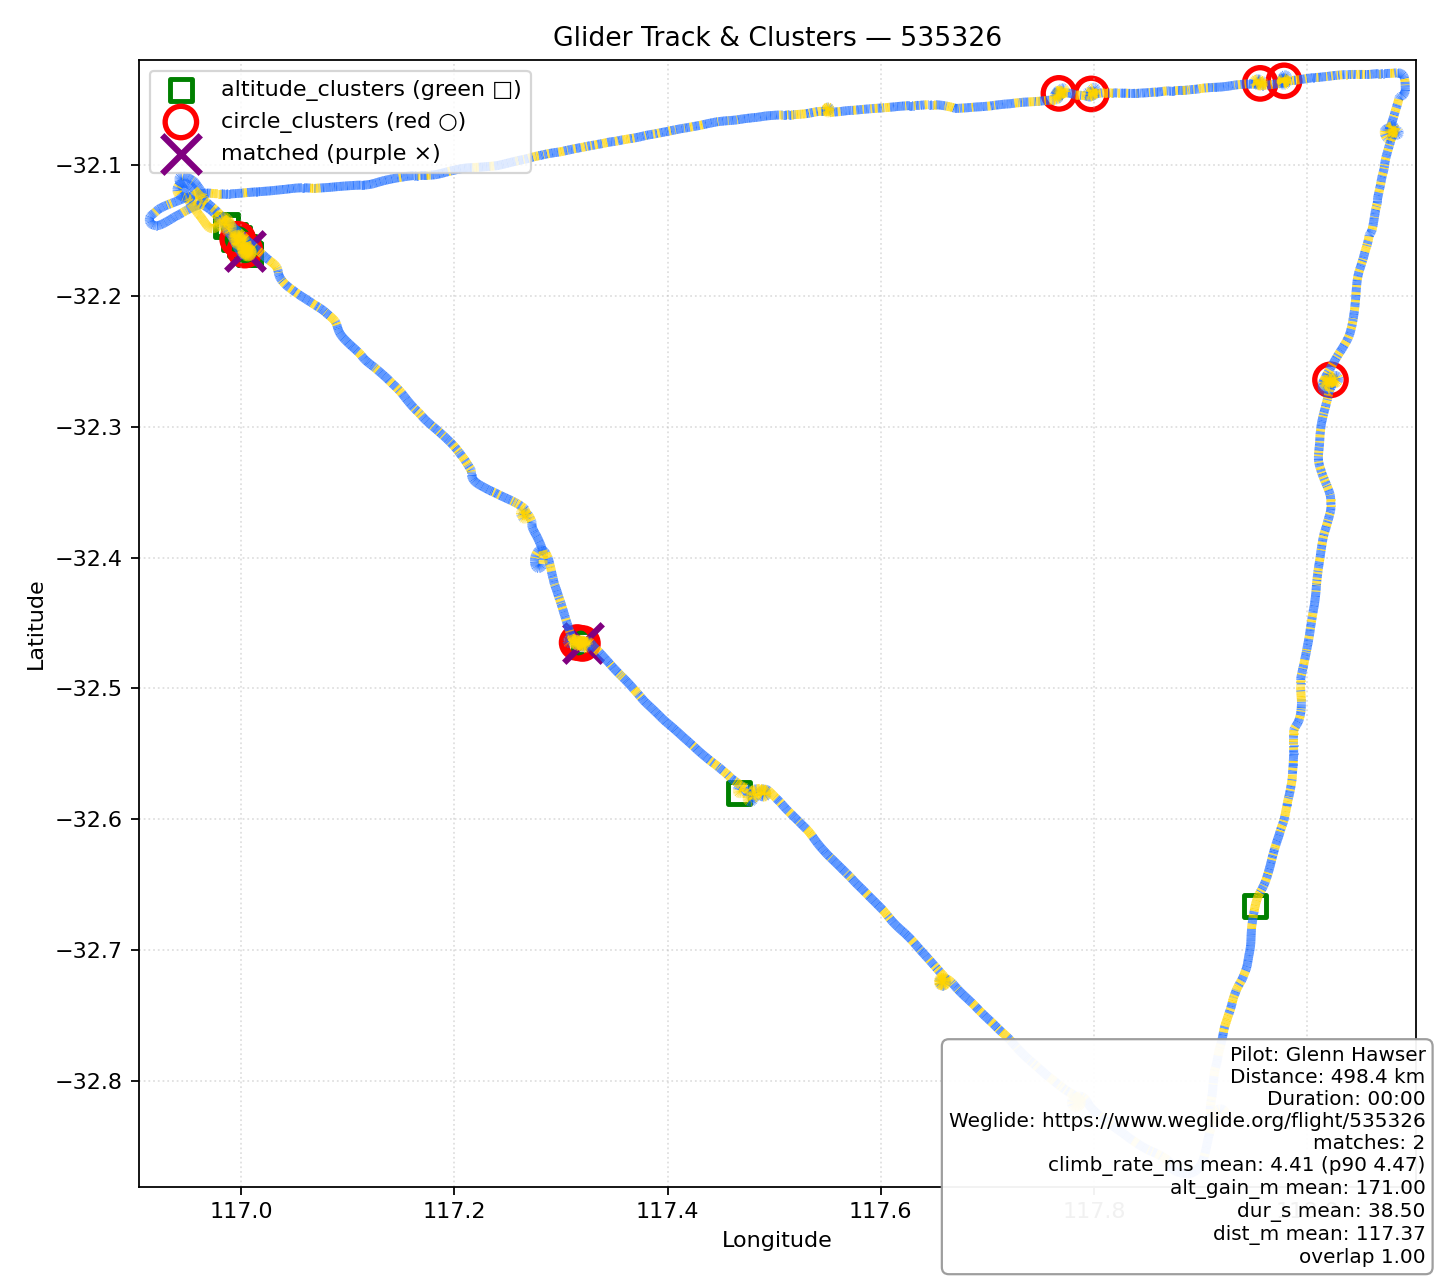 Glider Track & Clusters — 535326
altitude_clusters (green □)
circle_clusters (red ○)
matched (purple ×)
−32.1
−32.2
−32.3
−32.4
−32.5
−32.6
−32.7
−32.8
Latitude
117.0
117.2
117.4
117.6
117.8
Longitude
Pilot: Glenn Hawser
Distance: 498.4 km
Duration: 00:00
Weglide: https://www.weglide.org/flight/535326
matches: 2
climb_rate_ms mean: 4.41 (p90 4.47)
alt_gain_m mean: 171.00
dur_s mean: 38.50
dist_m mean: 117.37
overlap 1.00